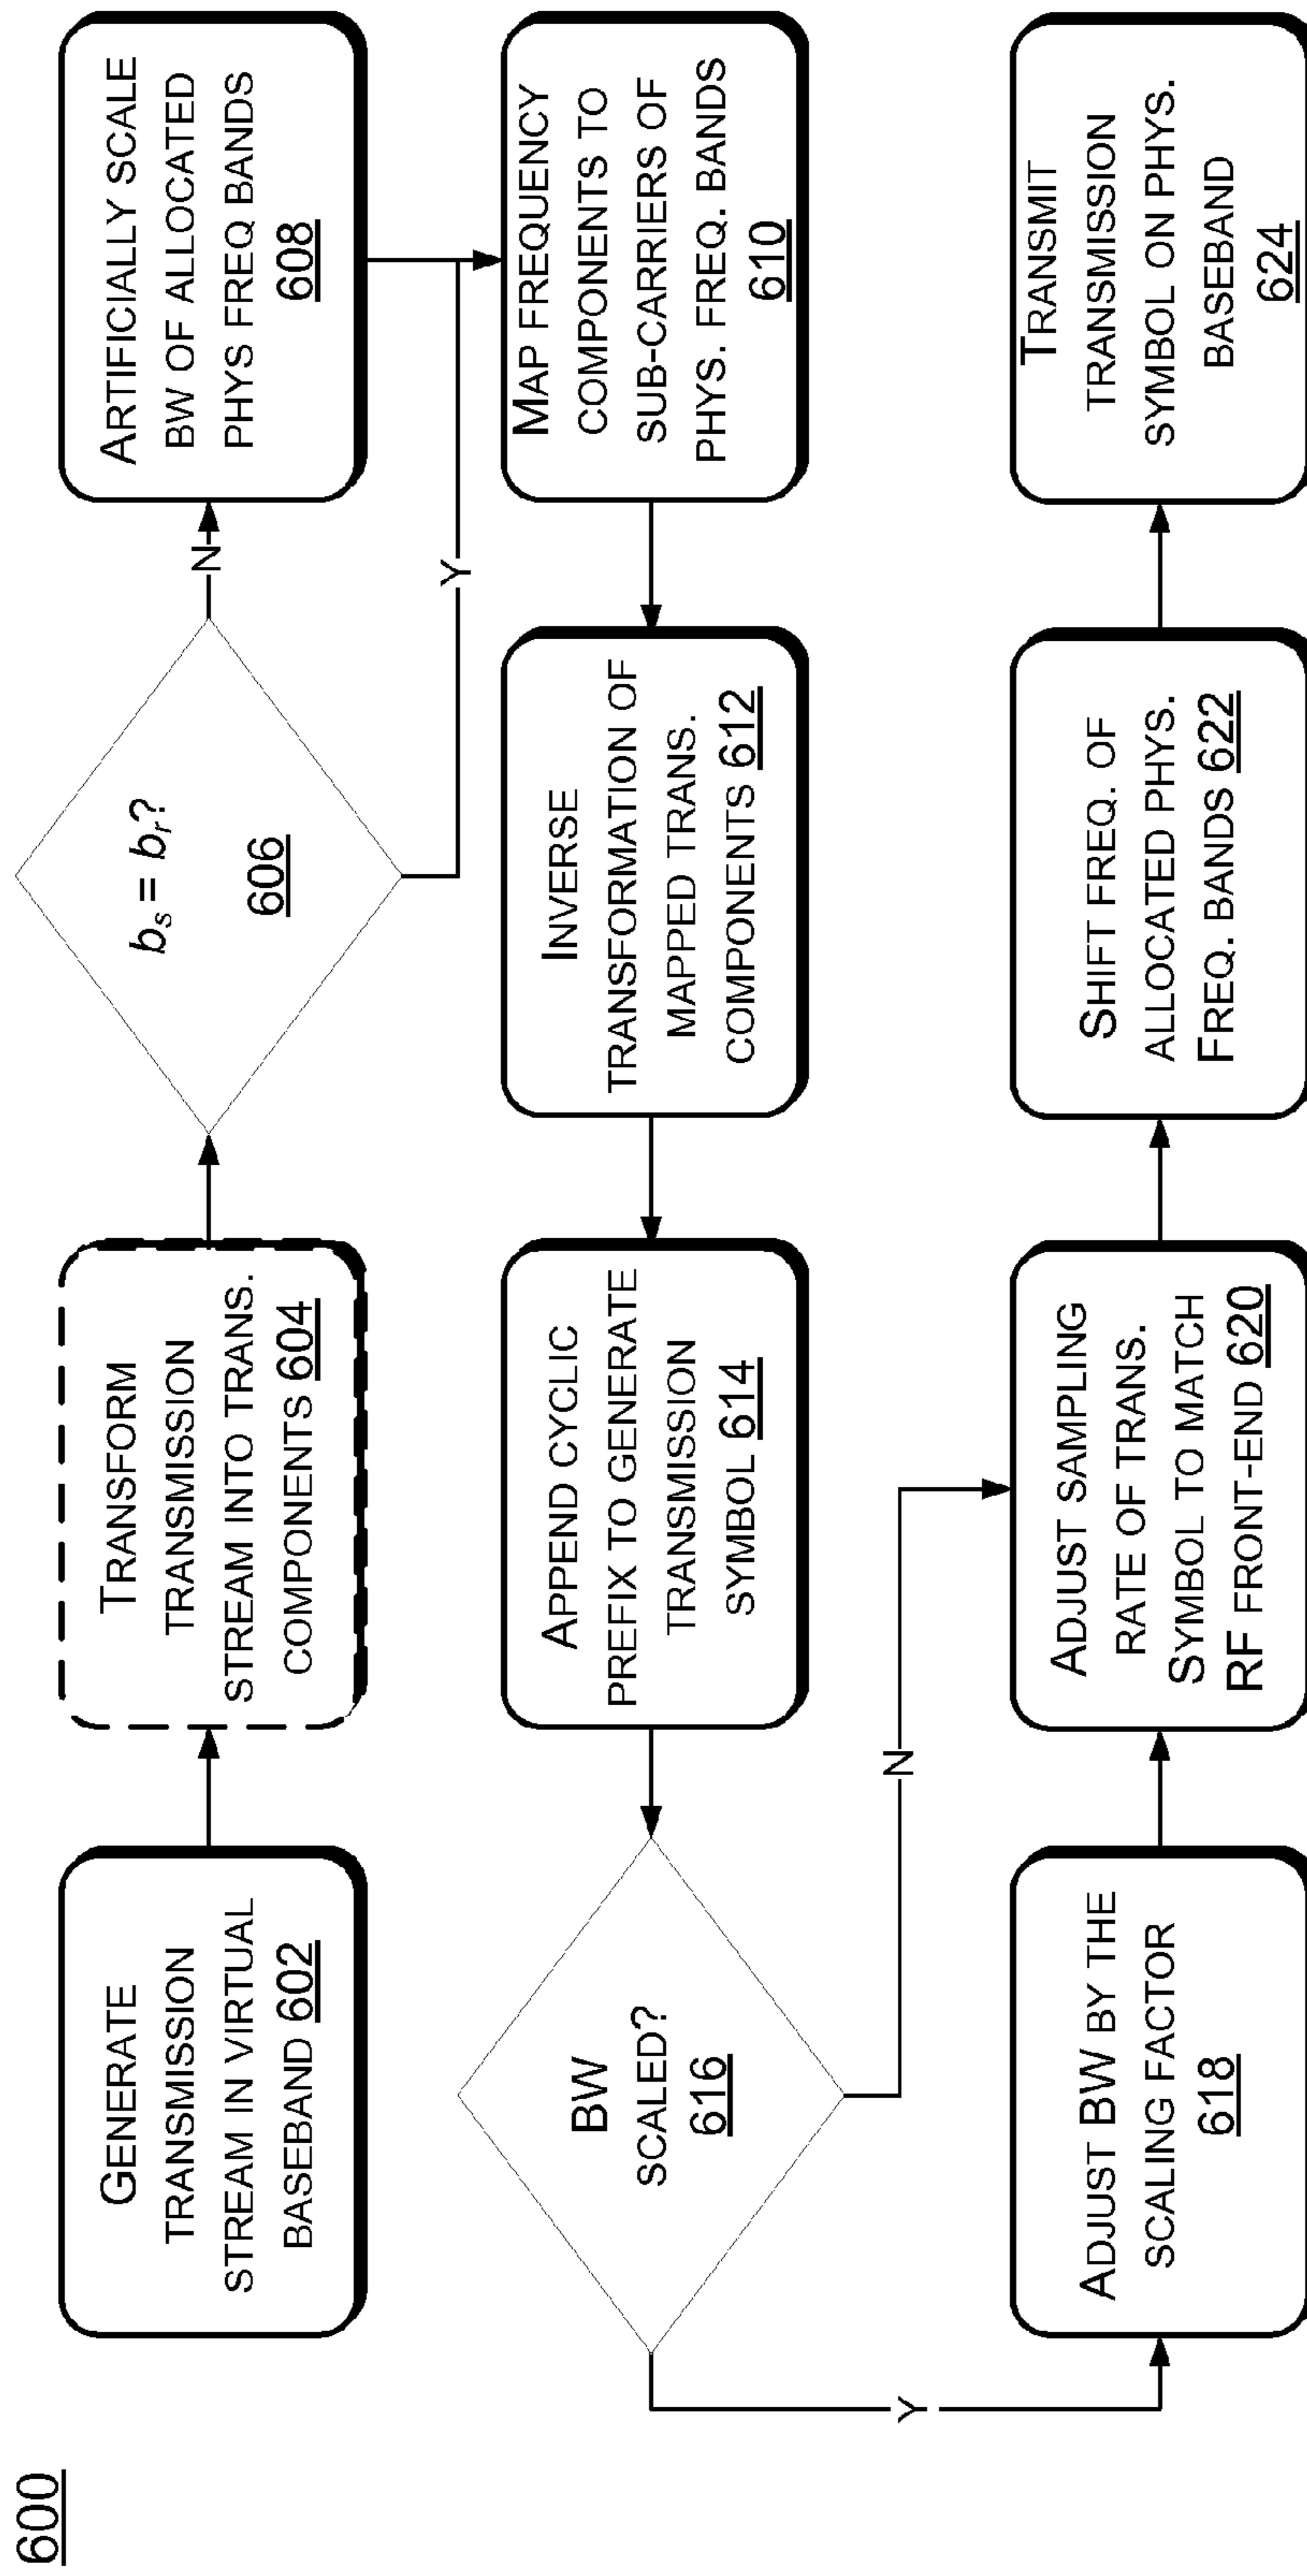 600
GENERATE
TRANSMISSION
STREAM IN VIRTUAL
BASEBAND 602
TRANSFORM
TRANSMISSION
STREAM INTO TRANS.
COMPONENTS 604
bs = br?
606
N
Y
ARTIFICIALLY SCALE
BW OF ALLOCATED
PHYS FREQ BANDS
608
MAP FREQUENCY
COMPONENTS TO
SUB-CARRIERS OF
PHYS. FREQ. BANDS
610
INVERSE
TRANSFORMATION OF
MAPPED TRANS.
COMPONENTS 612
APPEND CYCLIC
PREFIX TO GENERATE
TRANSMISSION
SYMBOL 614
BW
SCALED?
616
Y
N
ADJUST BW BY THE
SCALING FACTOR
618
ADJUST SAMPLING
RATE OF TRANS.
SYMBOL TO MATCH
RF FRONT-END 620
SHIFT FREQ. OF
ALLOCATED PHYS.
FREQ. BANDS 622
TRANSMIT
TRANSMISSION
SYMBOL ON PHYS.
BASEBAND
624